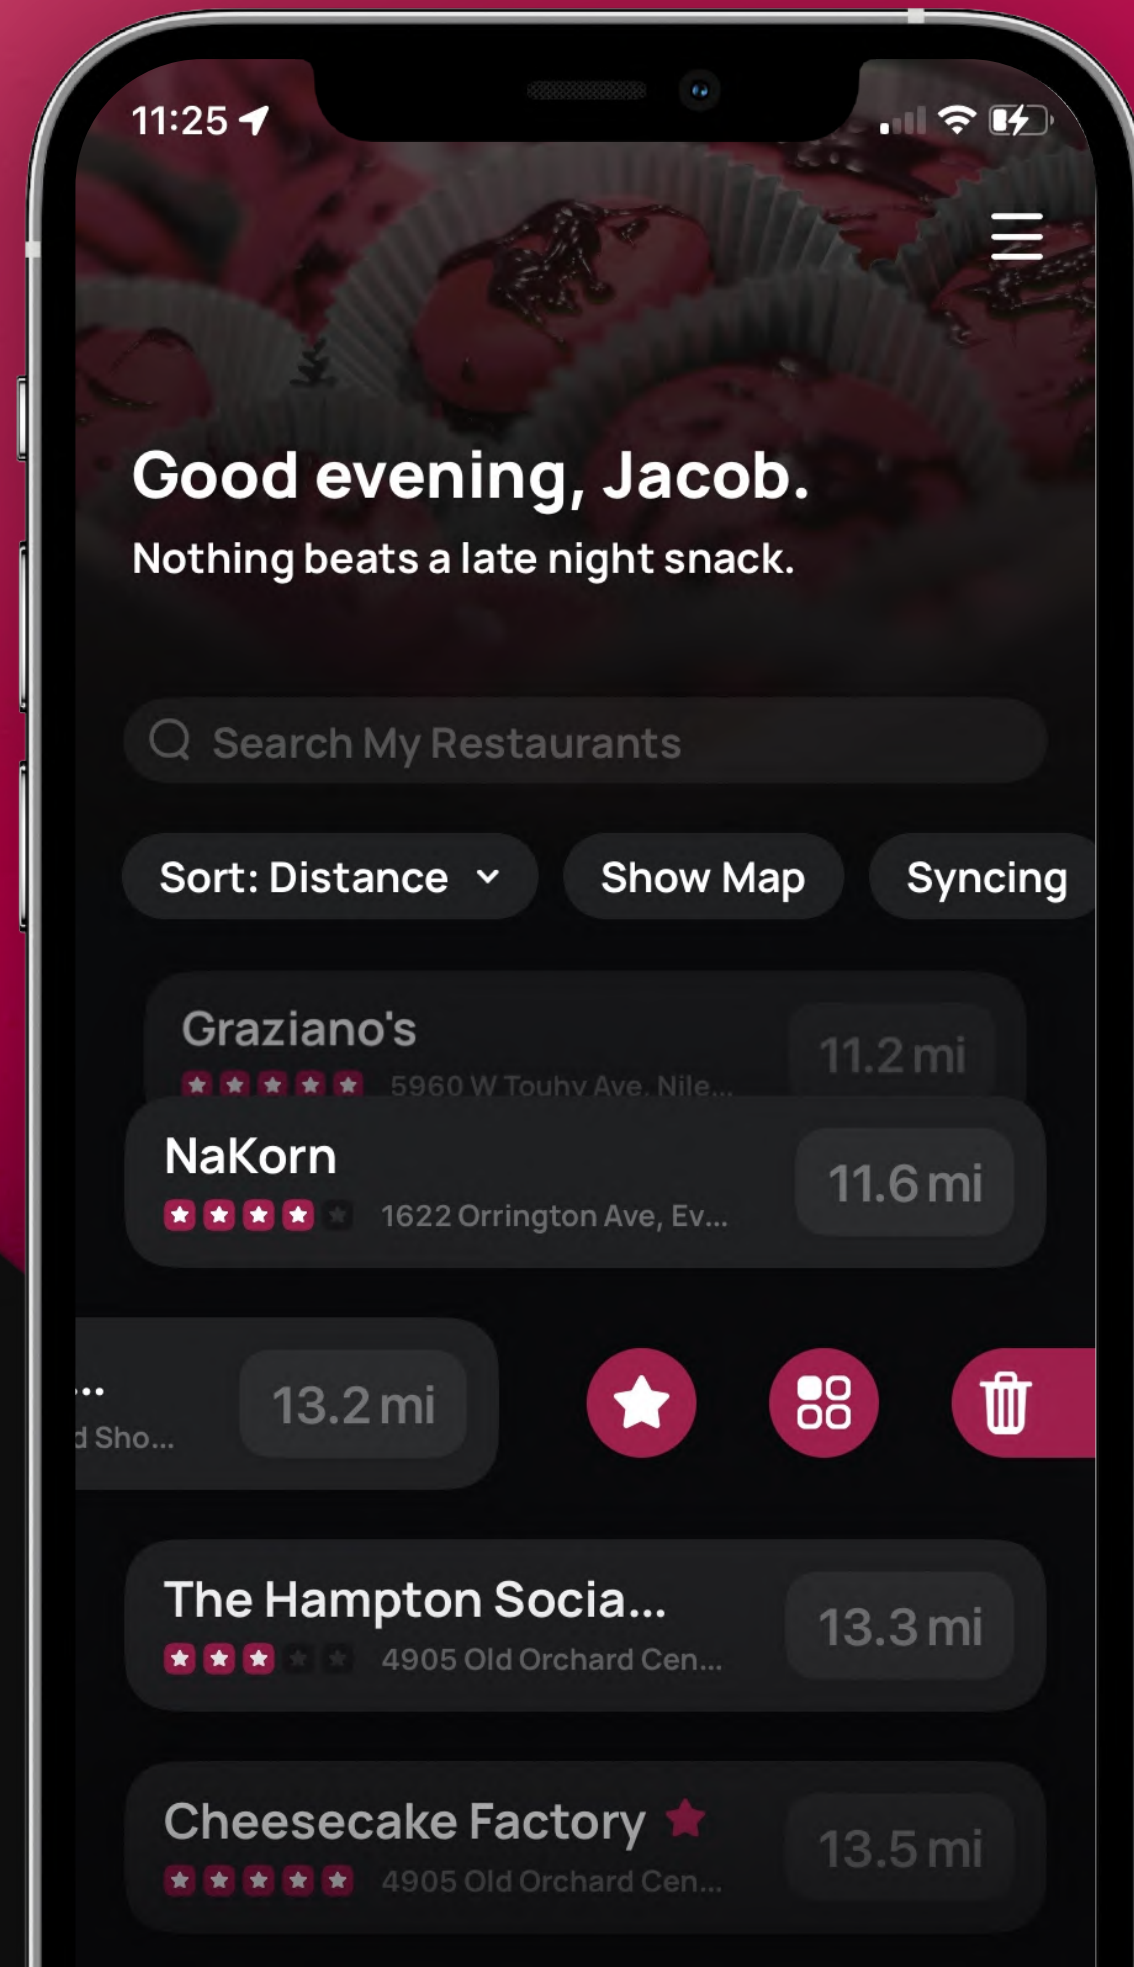 11:25
Good evening, Jacob.
Nothing beats a late night snack.
Search My Restaurants
Sort: Distance
Show Map
Syncing
Graziano's
11.2 mi
5960 W Touhy Ave, Nile...
NaKorn
11.6 mi
1622 Orrington Ave, Ev...
...
13.2 mi
d Sho...
The Hampton Socia...
13.3 mi
4905 Old Orchard Cen...
Cheesecake Factory
13.5 mi
4905 Old Orchard Cen...